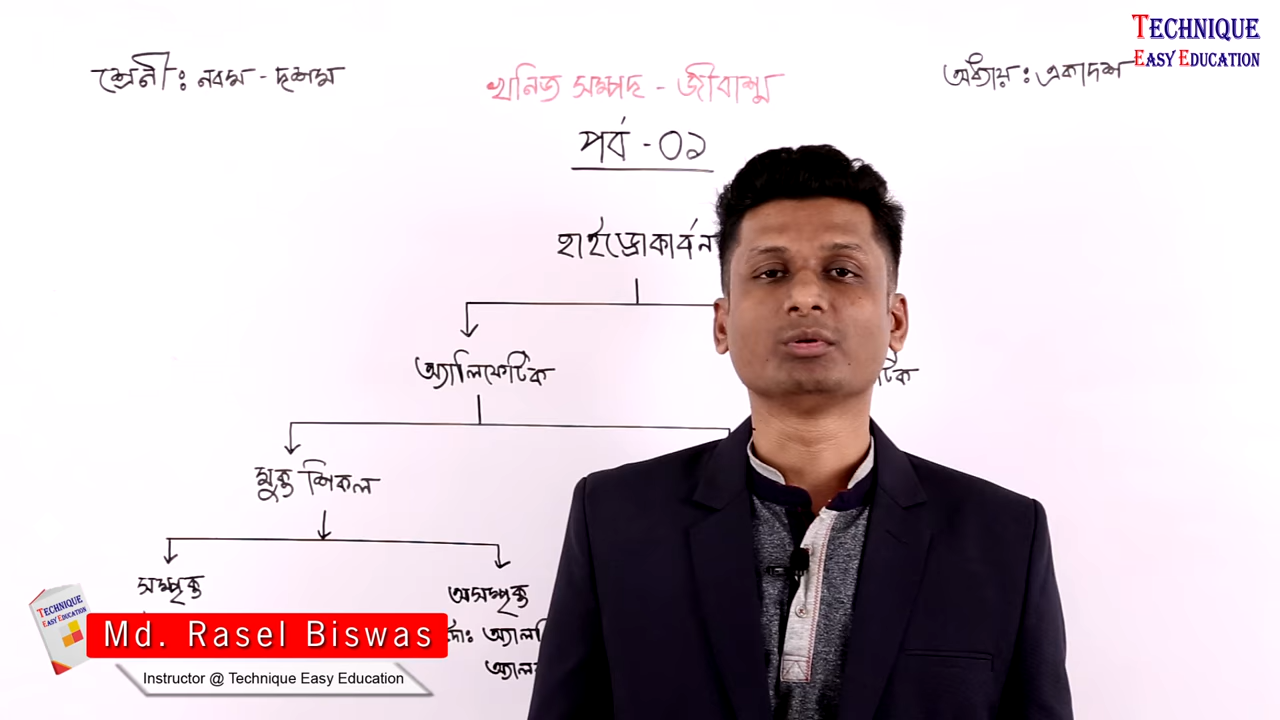 TECHNIQUE
EASY EDUCATION
শ্রেনী : নবম - দশম
খনিজ সম্পদ - জীবাশ্ম
অধ্যায় : একাদশ
পর্ব - ০১
হাইড্রোকার্বন
অ্যালিফেটিক
টিক
মুক্ত শিকল
সম্পৃক্ত
অসম্পৃক্ত
TECHNIQUE
EASY EDUCATION
Md. Rasel Biswas
Instructor @ Technique Easy Education